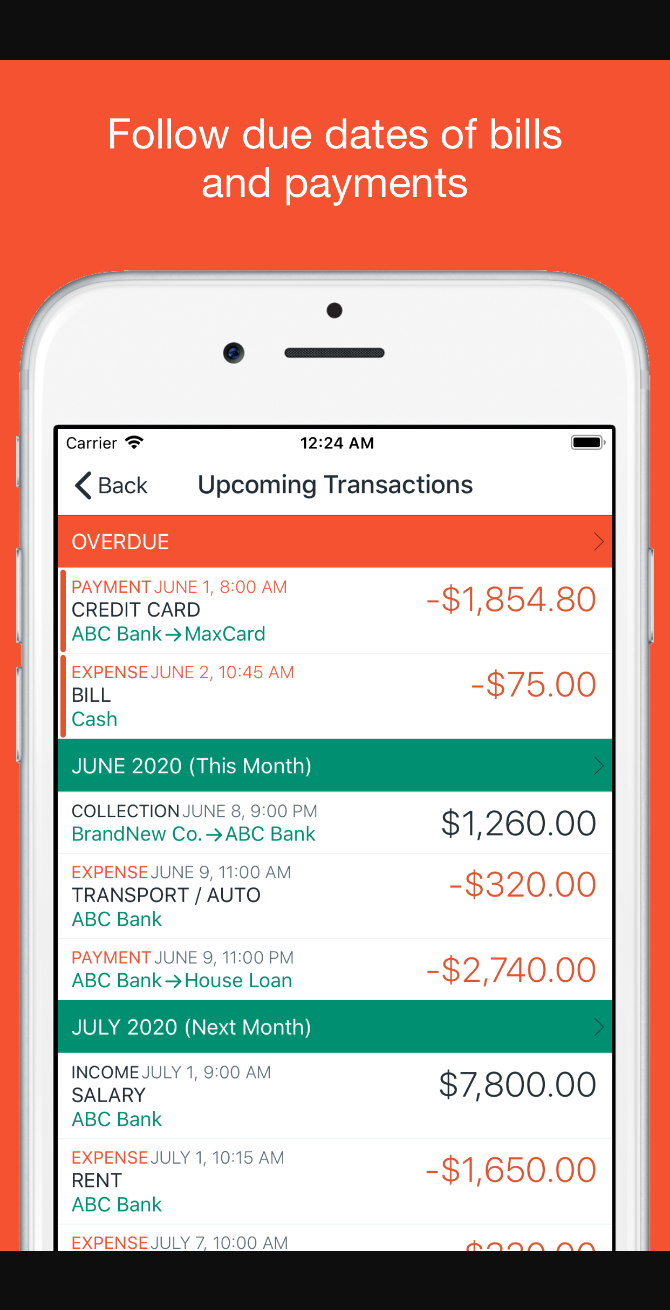 Follow due dates of bills
and payments
Carrier 12:24 AM
Back Upcoming Transactions
OVERDUE
PAYMENT JUNE 1, 8:00 AM
-$1,854.80
CREDIT CARD
ABC Bank→MaxCard
EXPENSE JUNE 2, 10:45 AM
-$75.00
BILL
Cash
JUNE 2020 (This Month)
COLLECTION JUNE 8, 9:00 PM
$1,260.00
BrandNew Co.→ABC Bank
EXPENSE JUNE 9, 11:00 AM
-$320.00
TRANSPORT / AUTO
ABC Bank
PAYMENT JUNE 9, 11:00 PM
-$2,740.00
ABC Bank→House Loan
JULY 2020 (Next Month)
INCOME JULY 1, 9:00 AM
$7,800.00
SALARY
ABC Bank
EXPENSE JULY 1, 10:15 AM
-$1,650.00
RENT
ABC Bank
EXPENSE JULY 7, 10:00 AM